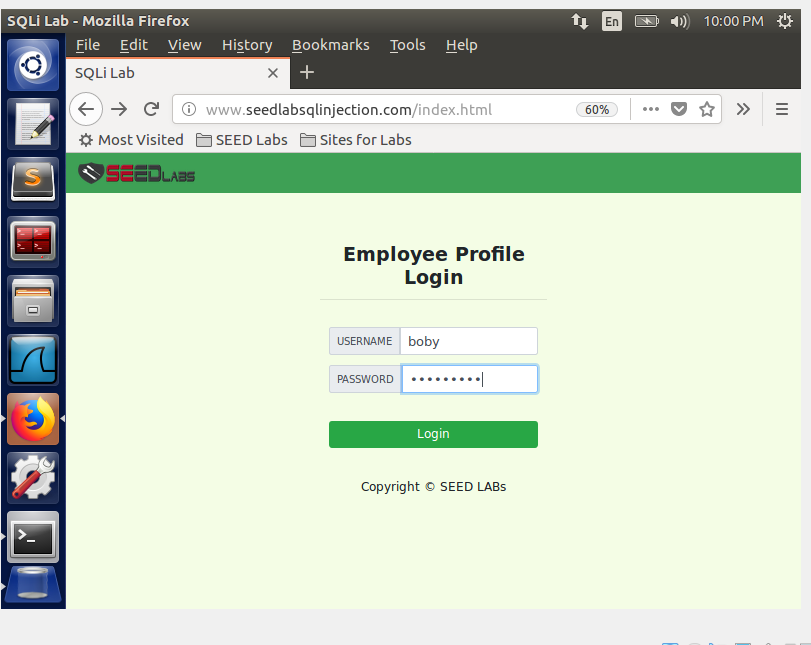 SQLi Lab - Mozilla Firefox En 10:00 PM
File Edit View History Bookmarks Tools Help
SQLi Lab
www.seedlabsqlinjection.com/index.html 60%
Most Visited SEED Labs Sites for Labs
SEEDLABS
Employee Profile
Login
USERNAME boby
PASSWORD •••••••••
Login
Copyright © SEED LABs